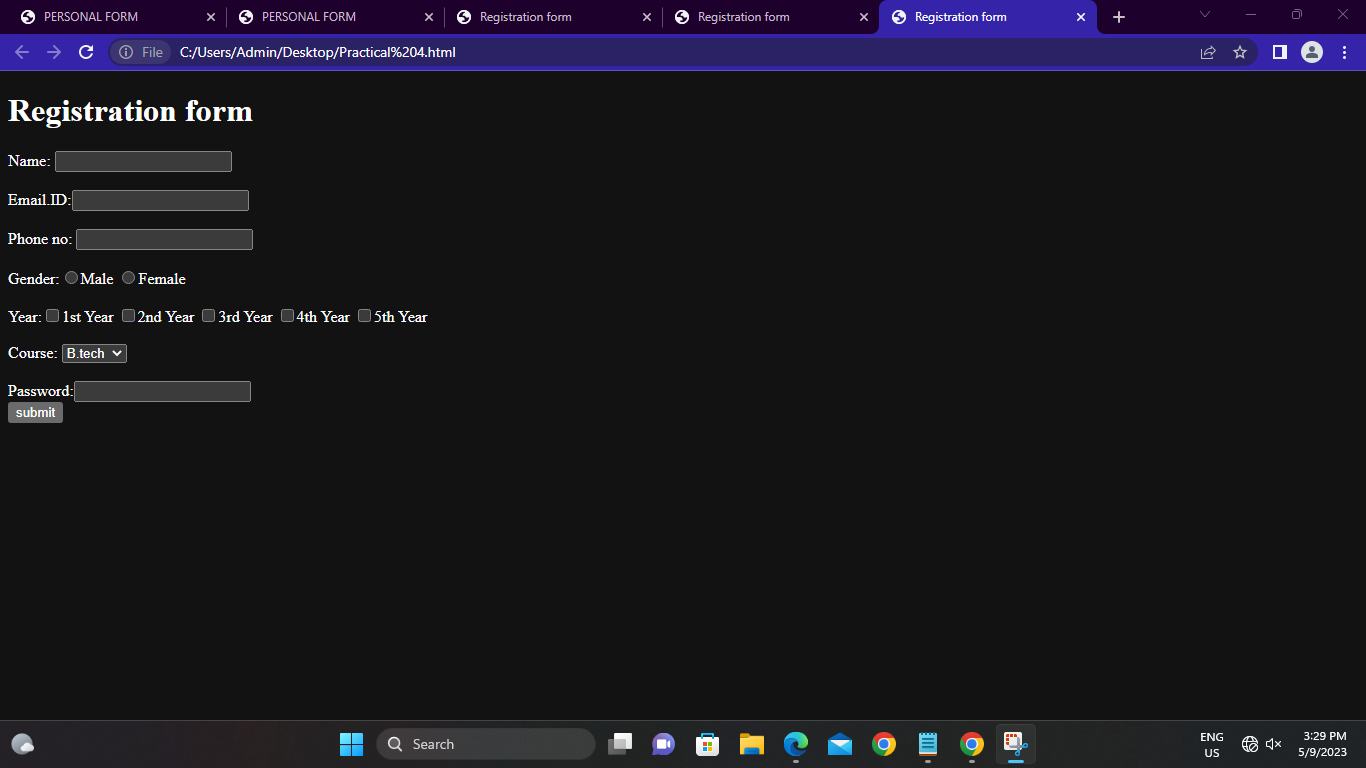 PERSONAL FORM
PERSONAL FORM
Registration form
Registration form
Registration form
File C:/Users/Admin/Desktop/Practical%204.html
Registration form
Name:
Email.ID:
Phone no:
Gender: Male Female
Year: 1st Year 2nd Year 3rd Year 4th Year 5th Year
Course: B.tech
Password:
submit
Search
ENG
US
3:29 PM
5/9/2023